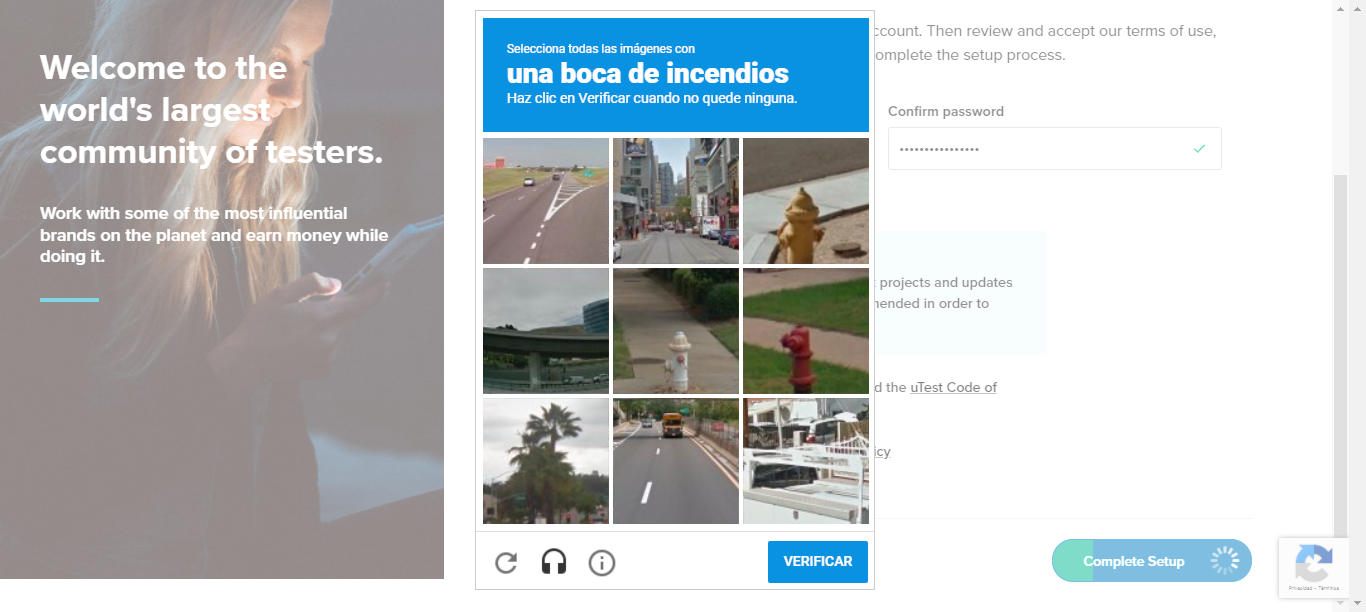 Welcome to the
world's largest
community of testers.
Work with some of the most influential
brands on the planet and earn money while
doing it.
Selecciona todas las imágenes con
una boca de incendios
Haz clic en Verificar cuando no quede ninguna.
VERIFICAR
ccount. Then review and accept our terms of use,
omplete the setup process.
Confirm password
t projects and updates
nended in order to
d the uTest Code of
icy
Complete Setup
Privacidad - Términos